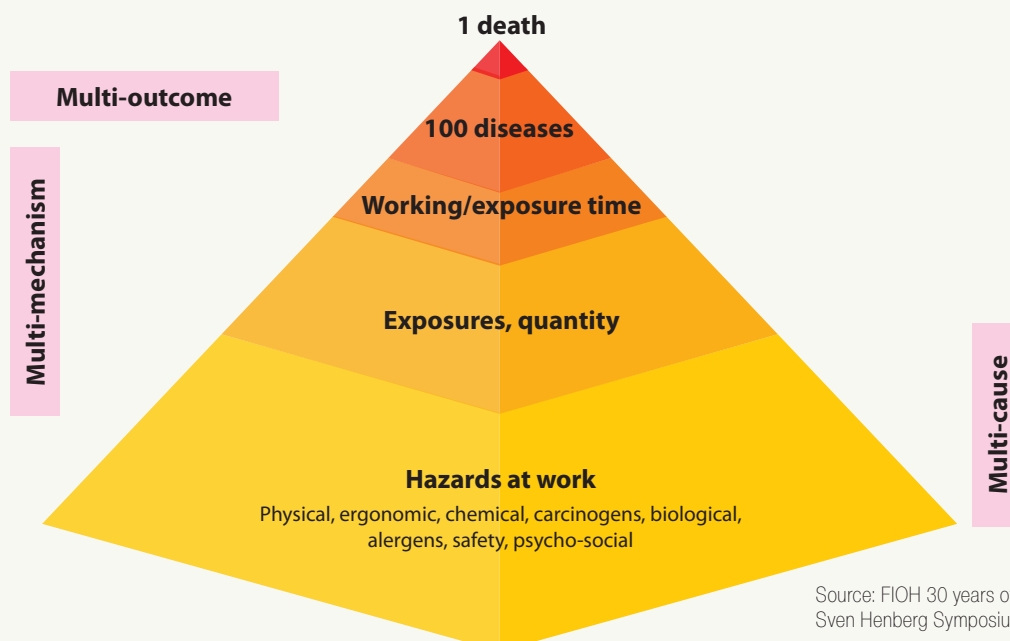 1 death
Multi-outcome
100 diseases
Multi-mechanism
Working/exposure time
Exposures, quantity
Multi-cause
Hazards at work
Physical, ergonomic, chemical, carcinogens, biological,
alergens, safety, psycho-social
Source: FIOH 30 years
Sven Henberg